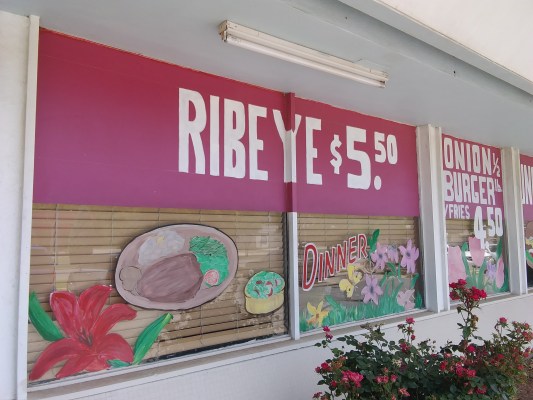 RIBEYE $5.50
DINNER
ONION 1/2 LB.
BURGER
W/FRIES 4.50